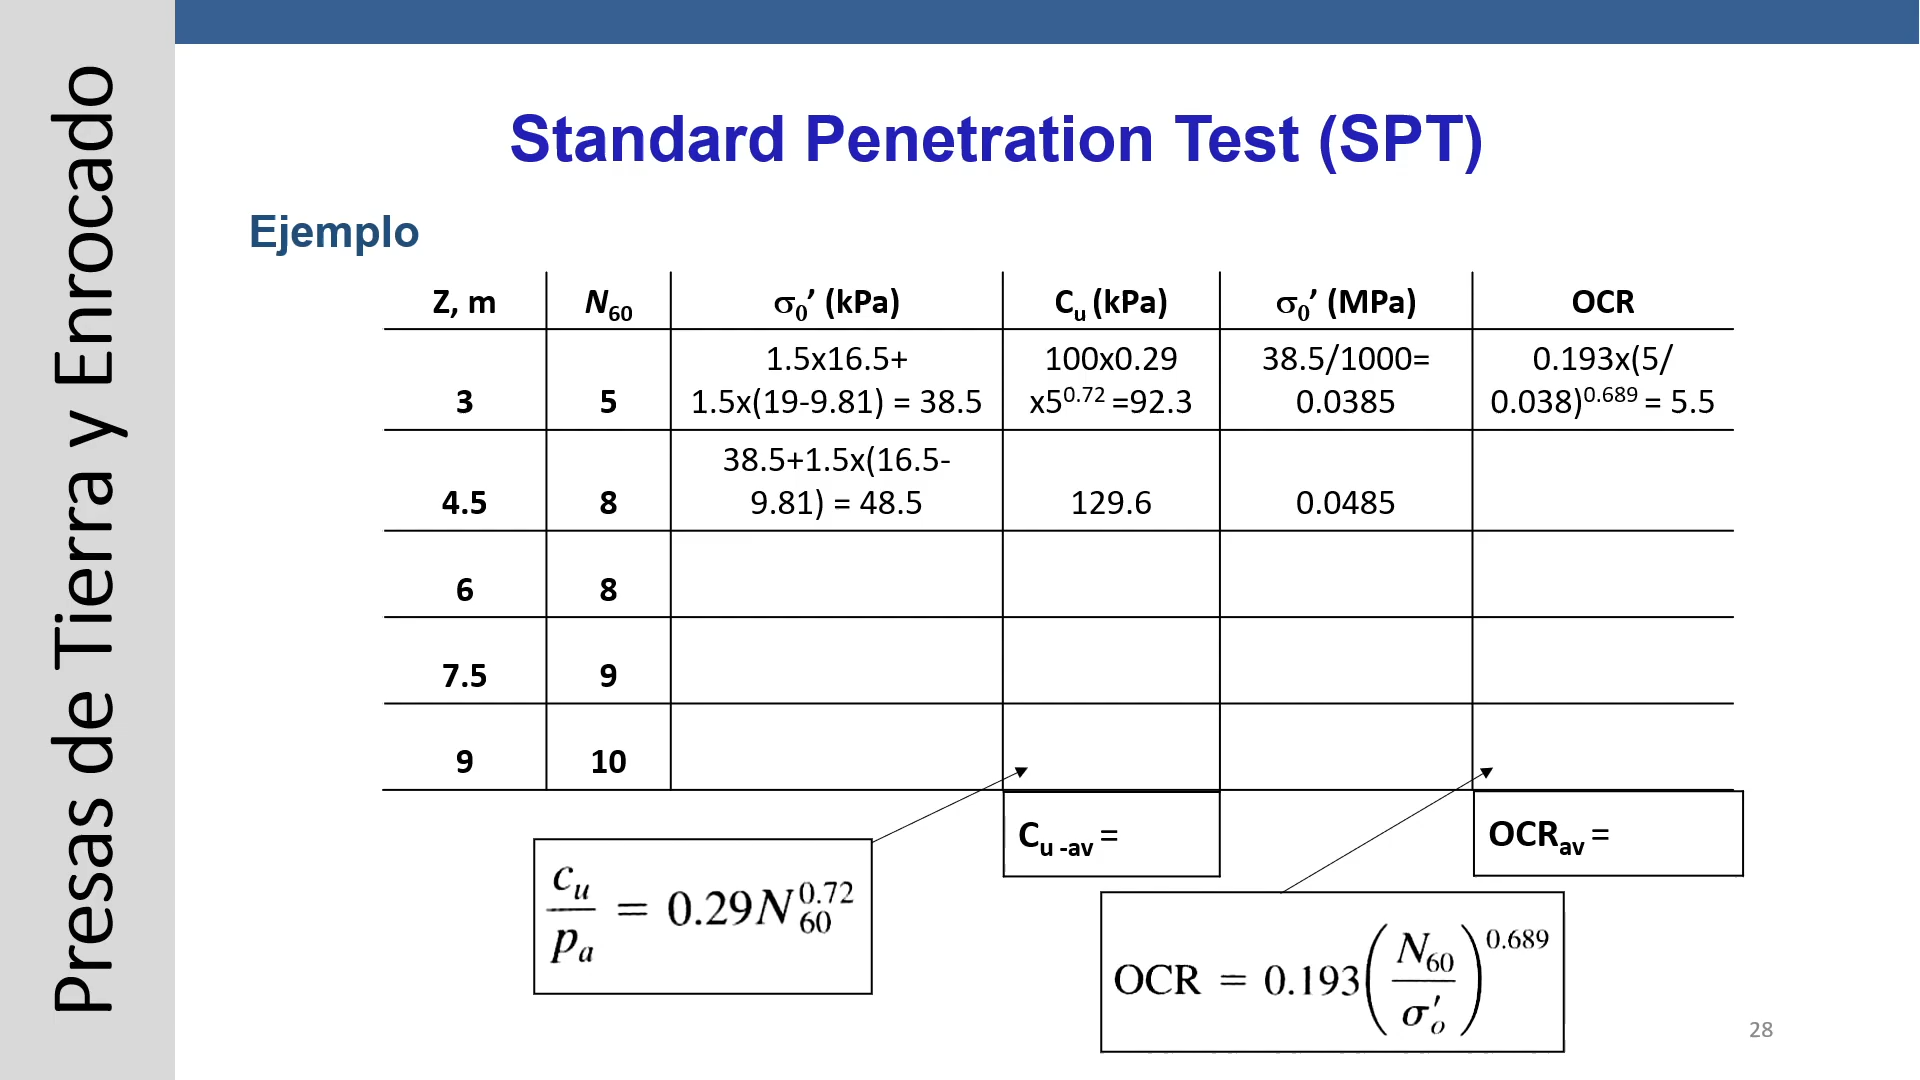 Presas de Tierra y Enrocado
Standard Penetration Test (SPT)
Ejemplo
Z, m N60 σ0’ (kPa) Cu (kPa) σ0’ (MPa) OCR
3 5 1.5x16.5+ 1.5x(19-9.81) = 38.5 100x0.29 x5^0.72 =92.3 38.5/1000= 0.0385 0.193x(5/ 0.038)^0.689 = 5.5
4.5 8 38.5+1.5x(16.5- 9.81) = 48.5 129.6 0.0485
6 8
7.5 9
9 10
Cu -av =
OCRav =
cu/pa = 0.29N60^0.72
OCR = 0.193(N60/σ′o)^0.689
28